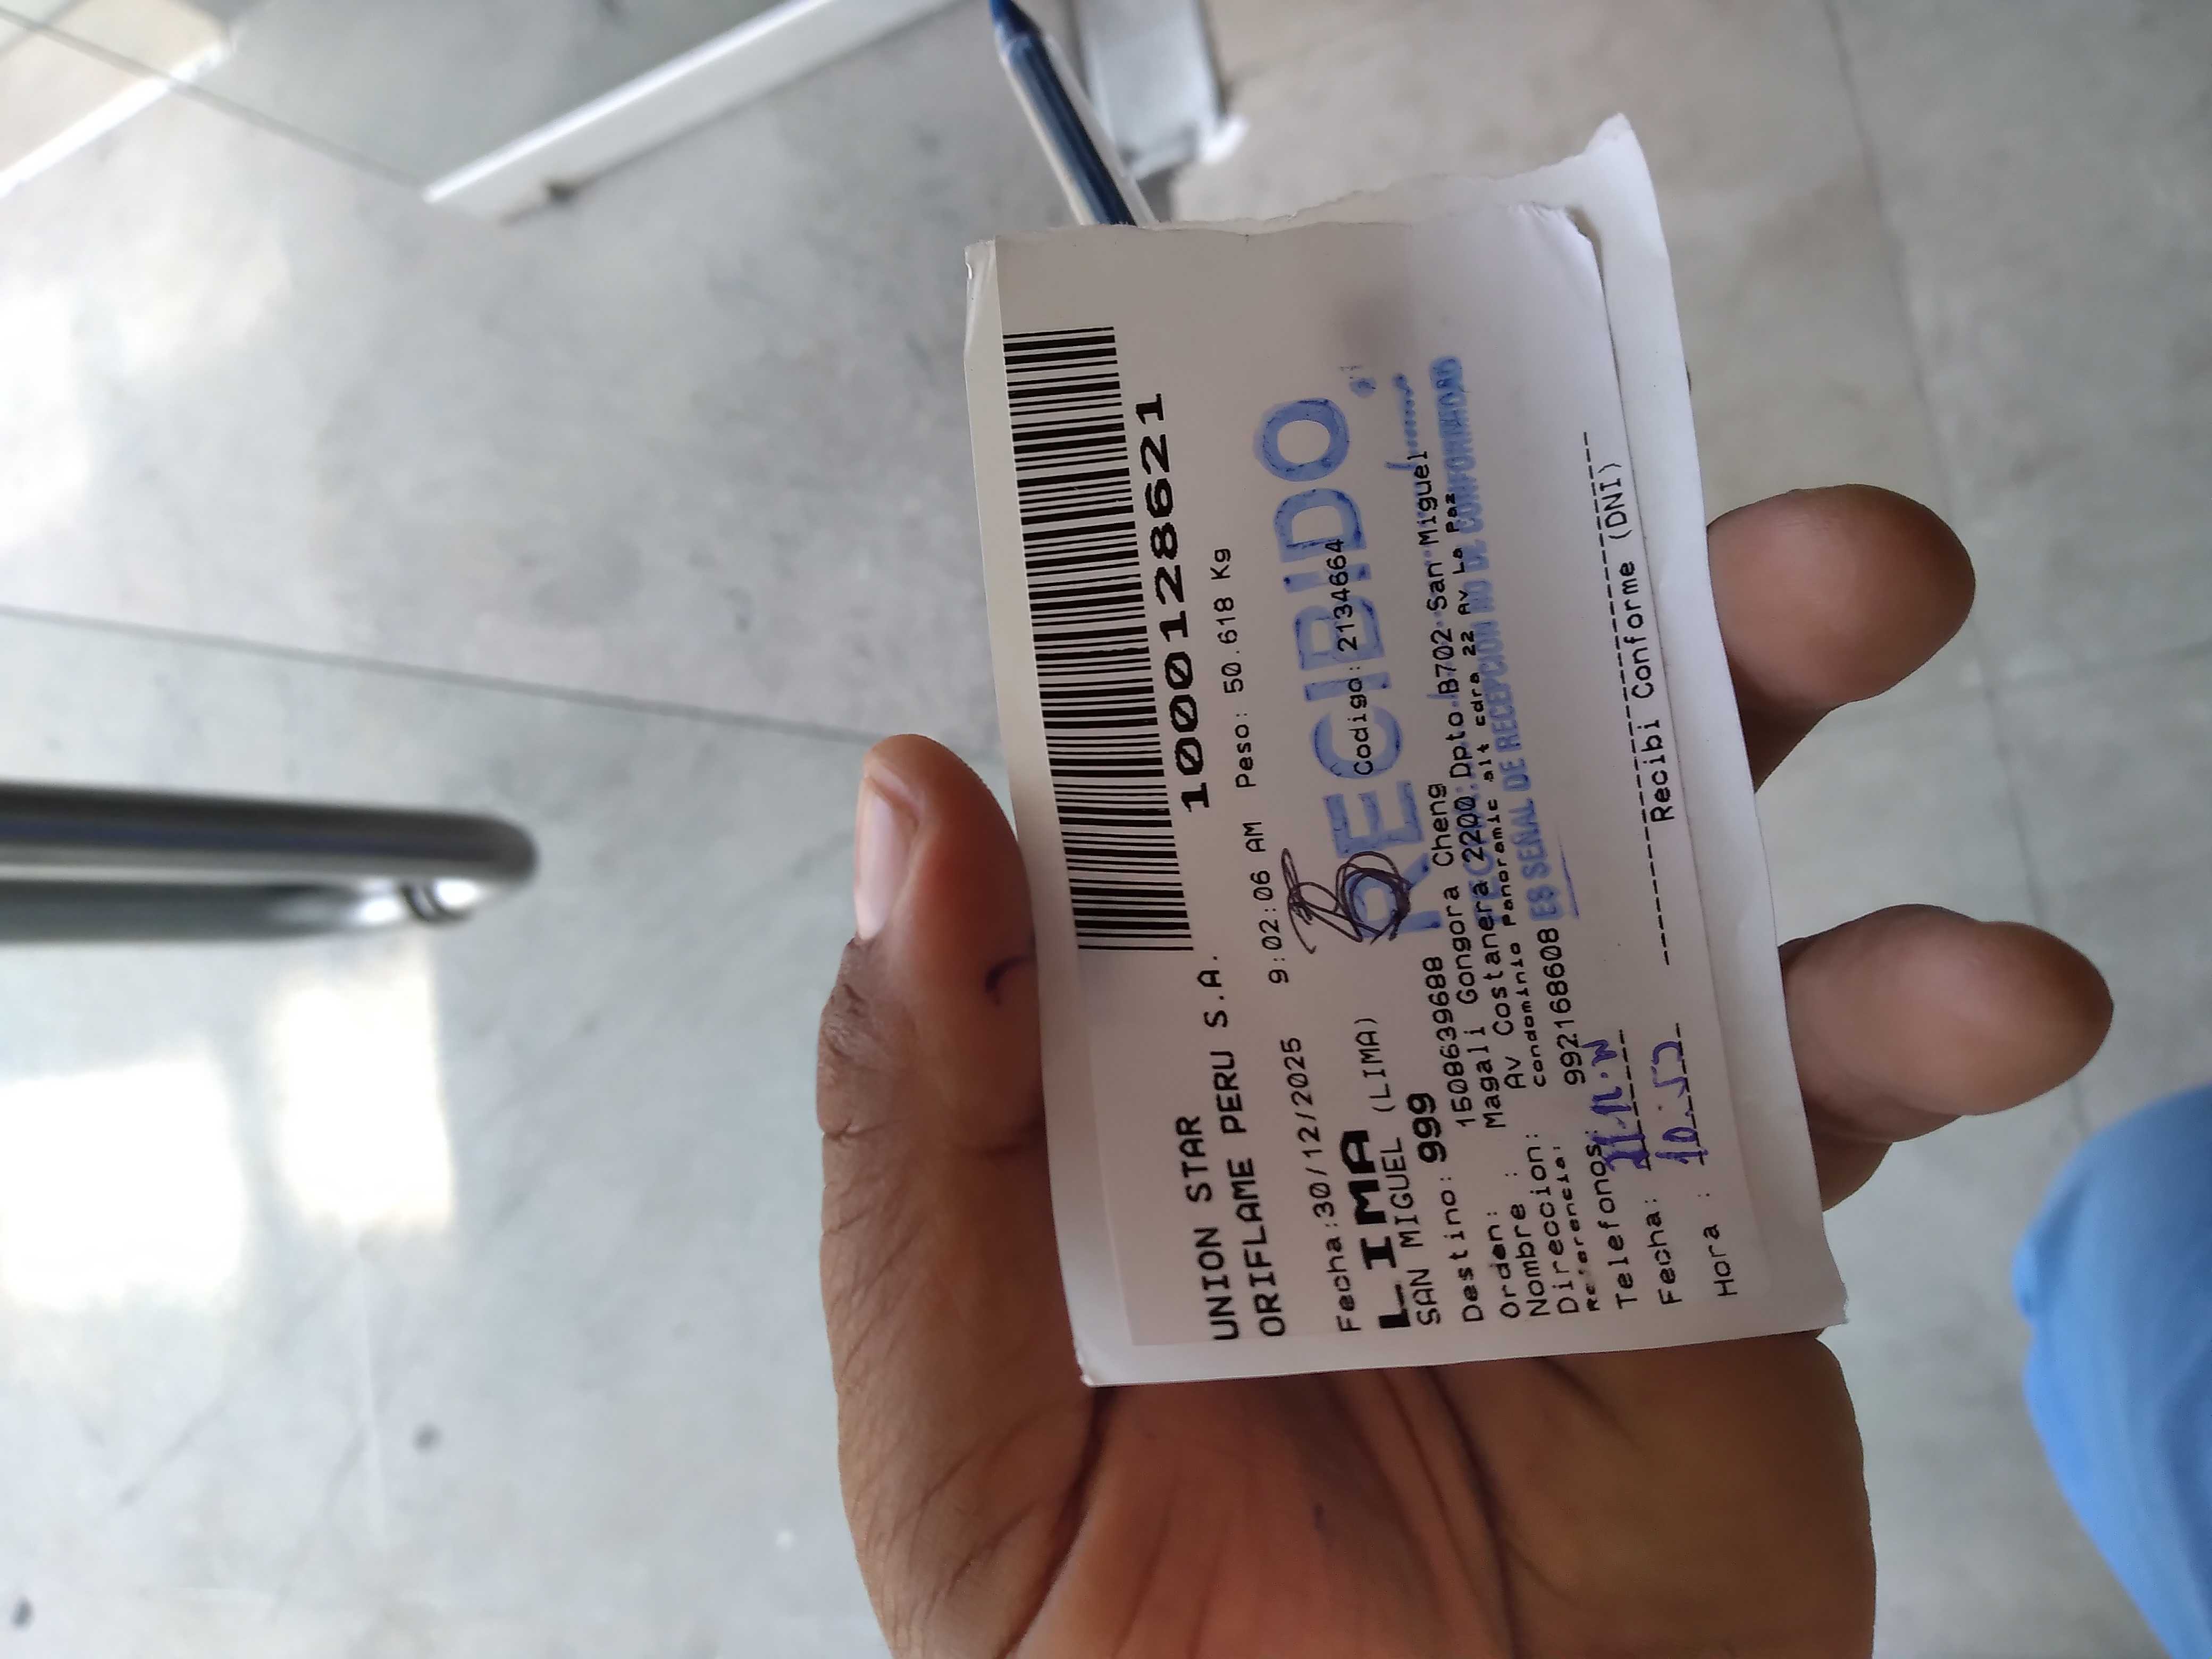 1000128621
UNION STAR
ORIFLAME PERU S.A.
Fecha:30/12/2025 9:02:06 AM Peso: 50.618 Kg
LIMA
SAN MIGUEL (LIMA)
RECIBIDO
Destino: 999 Codigo: 2134664
Orden: 1508639688
Nombre : Magali Gongora Cheng
Direccion: Av Costanera 2200 Dpto B702 San Miguel
Referencia: condominio Panoramic alt cdra 22 Av La Paz
Telefonos: 992168608
ES SEÑAL DE RECEPCION NO DE CONFORMIDAD
Fecha:
Hora : 10:52
Recibi Conforme (DNI)